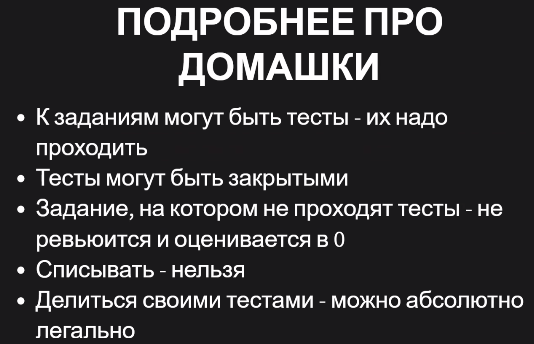 ПОДРОБНЕЕ ПРО
ДОМАШКИ
• К заданиям могут быть тесты - их надо
проходить
• Тесты могут быть закрытыми
• Задание, на котором не проходят тесты - не
ревьюится и оценивается в 0
• Списывать - нельзя
• Делиться своими тестами - можно абсолютно
легально